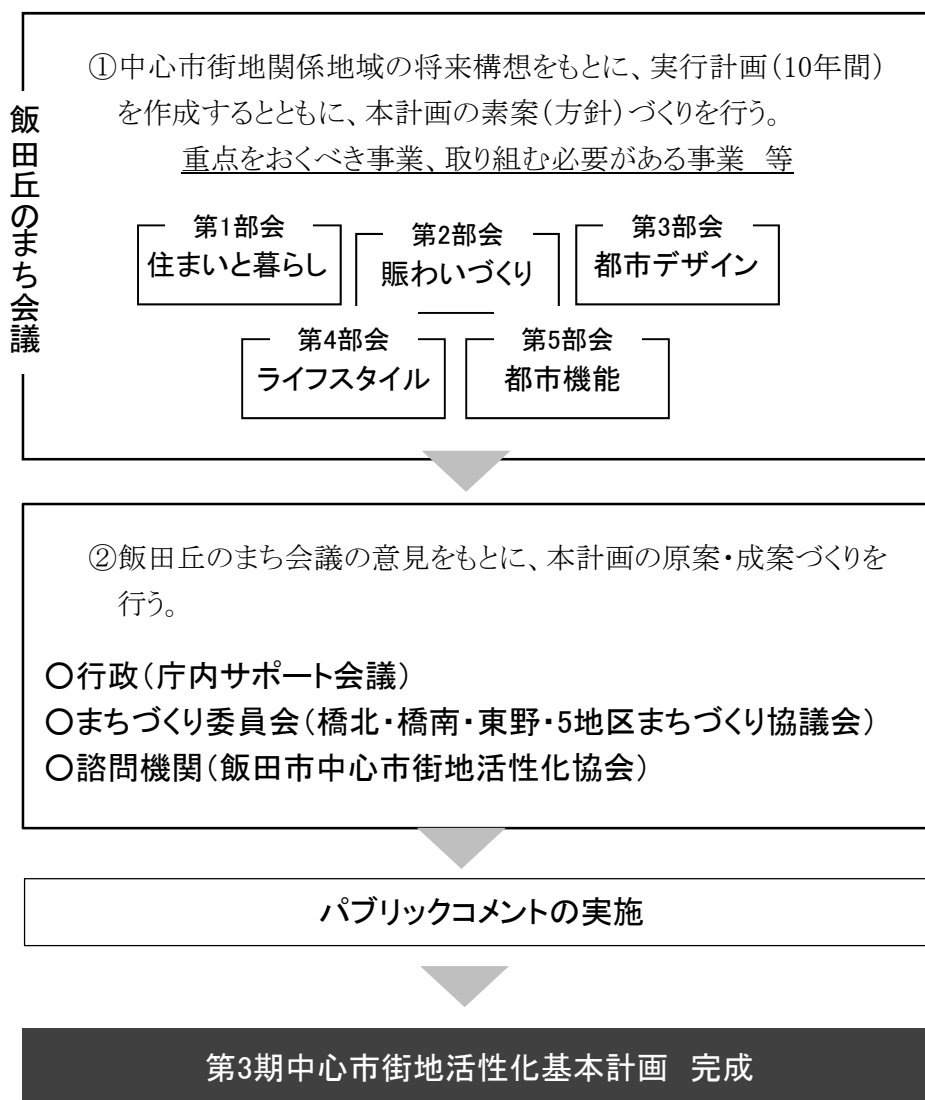 飯田丘のまち会議
①中心市街地関係地域の将来構想をもとに、実行計画(10年間)
を作成するとともに、本計画の素案(方針)づくりを行う。
重点をおくべき事業、取り組む必要がある事業　等
第1部会
住まいと暮らし
第2部会
賑わいづくり
第3部会
都市デザイン
第4部会
ライフスタイル
第5部会
都市機能
②飯田丘のまち会議の意見をもとに、本計画の原案・成案づくりを
行う。
○行政(庁内サポート会議)
○まちづくり委員会(橋北・橋南・東野・5地区まちづくり協議会)
○諮問機関(飯田市中心市街地活性化協会)
パブリックコメントの実施
第3期中心市街地活性化基本計画　完成